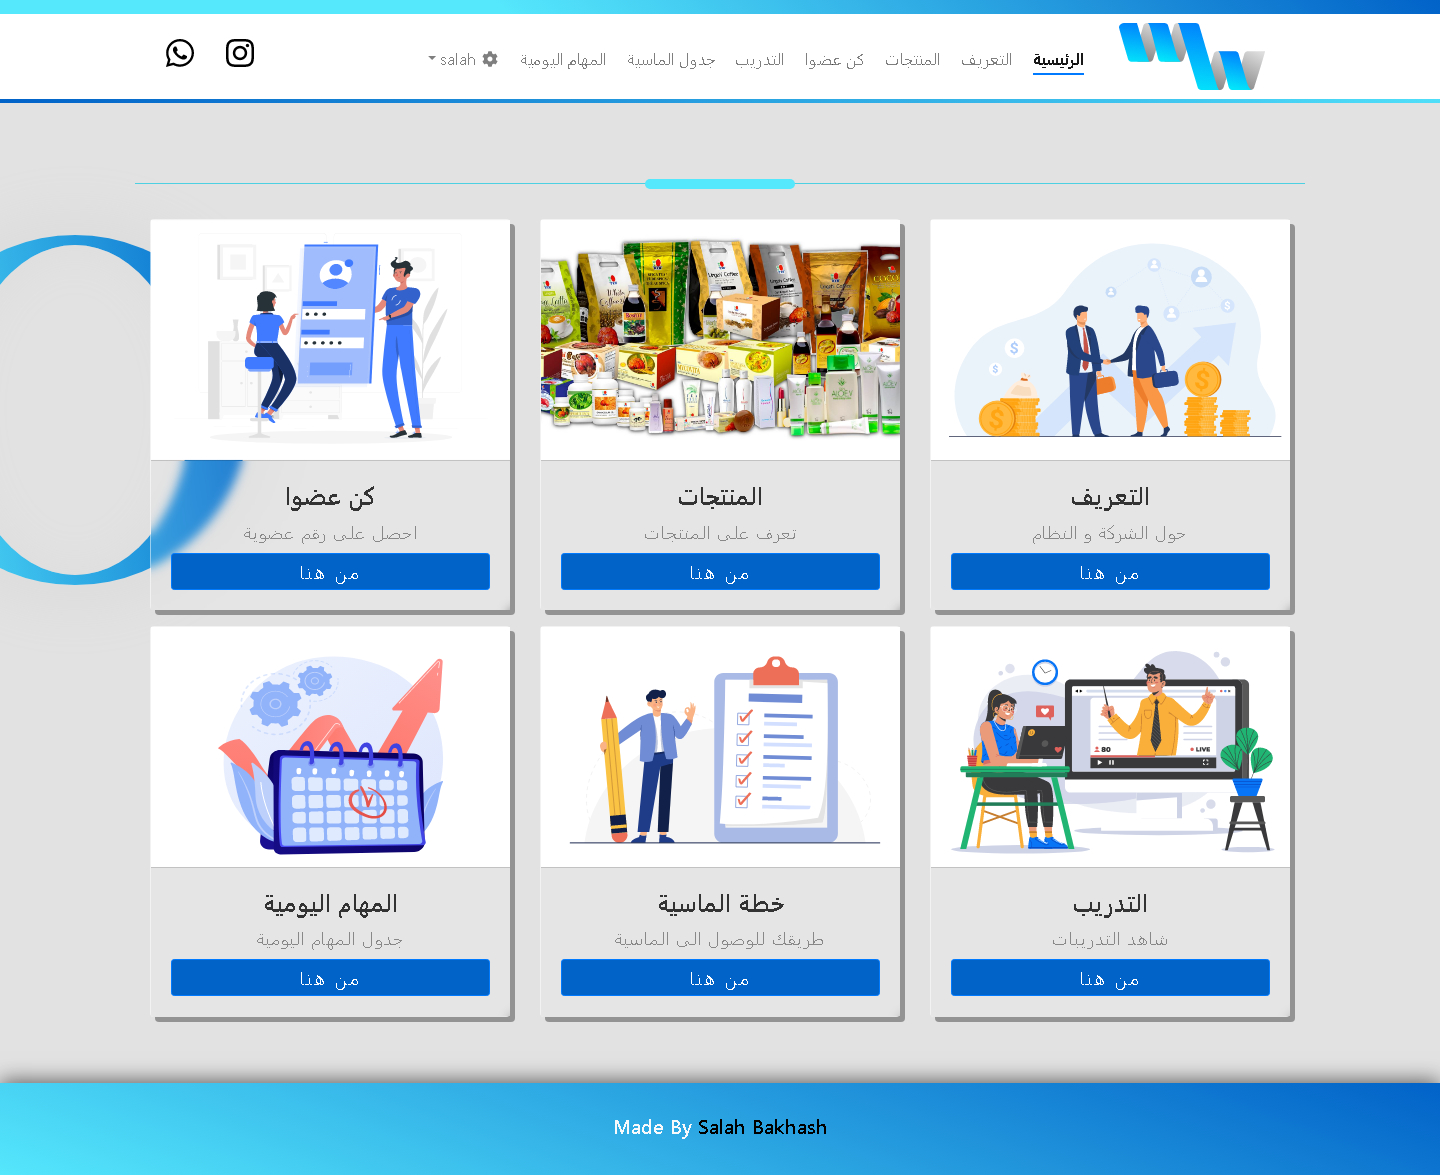 الرئيسية
التعريف
المنتجات
كن عضوا
التدريب
جدول الماسية
المهام اليومية
salah
التعريف
حول الشركة و النظام
من هنا
المنتجات
تعرف على المنتجات
من هنا
كن عضوا
احصل على رقم عضوية
من هنا
80
LIVE
التدريب
شاهد التدريبات
من هنا
خطة الماسية
طريقك للوصول الى الماسية
من هنا
المهام اليومية
جدول المهام اليومية
من هنا
Made By Salah Bakhash